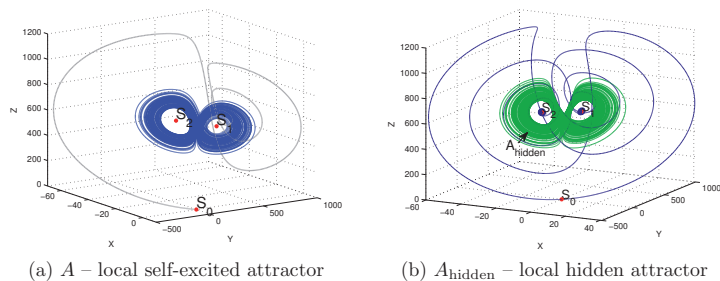 1200
1000
800
600
400
200
0
Z
−60
−40
−20
0
X
−500
0
500
1000
Y
S₂
S₁
S₀
(a) A – local self-excited attractor
1200
1000
800
600
400
200
0
Z
−60
−40
−20
0
20
40
X
−500
0
500
1000
Y
S₂
S₁
A_hidden
S₀
(b) A_hidden – local hidden attractor